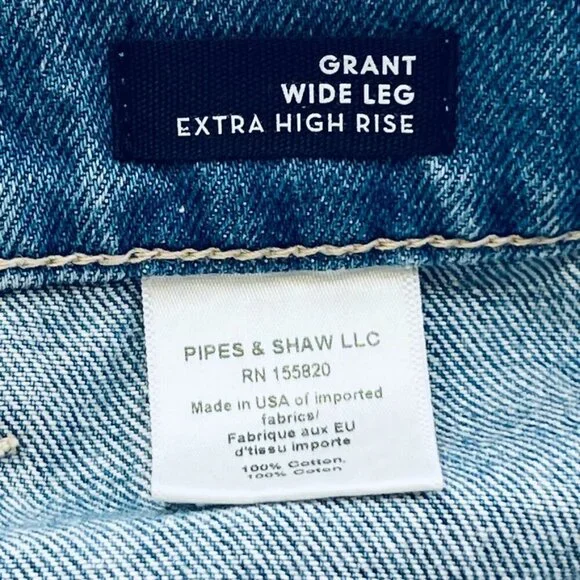 GRANT
WIDE LEG
EXTRA HIGH RISE
PIPES & SHAW LLC
RN 155820
Made in USA of imported
fabrics/
Fabrique aux EU
d'tissu importe
100% Cotton.
100% Coton